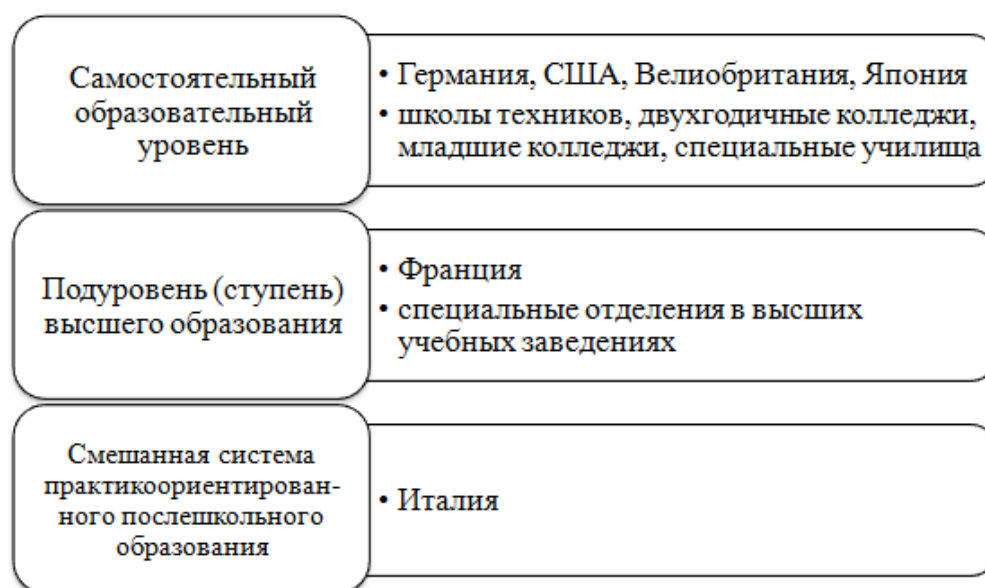 Самостоятельный
образовательный
уровень
• Германия, США, Велиобритания, Япония
• школы техников, двухгодичные колледжи,
младшие колледжи, специальные училища
Подуровень (ступень)
высшего образования
• Франция
• специальные отделения в высших
учебных заведениях
Смешанная система
практикоориентирован-
ного послешкольного
образования
• Италия